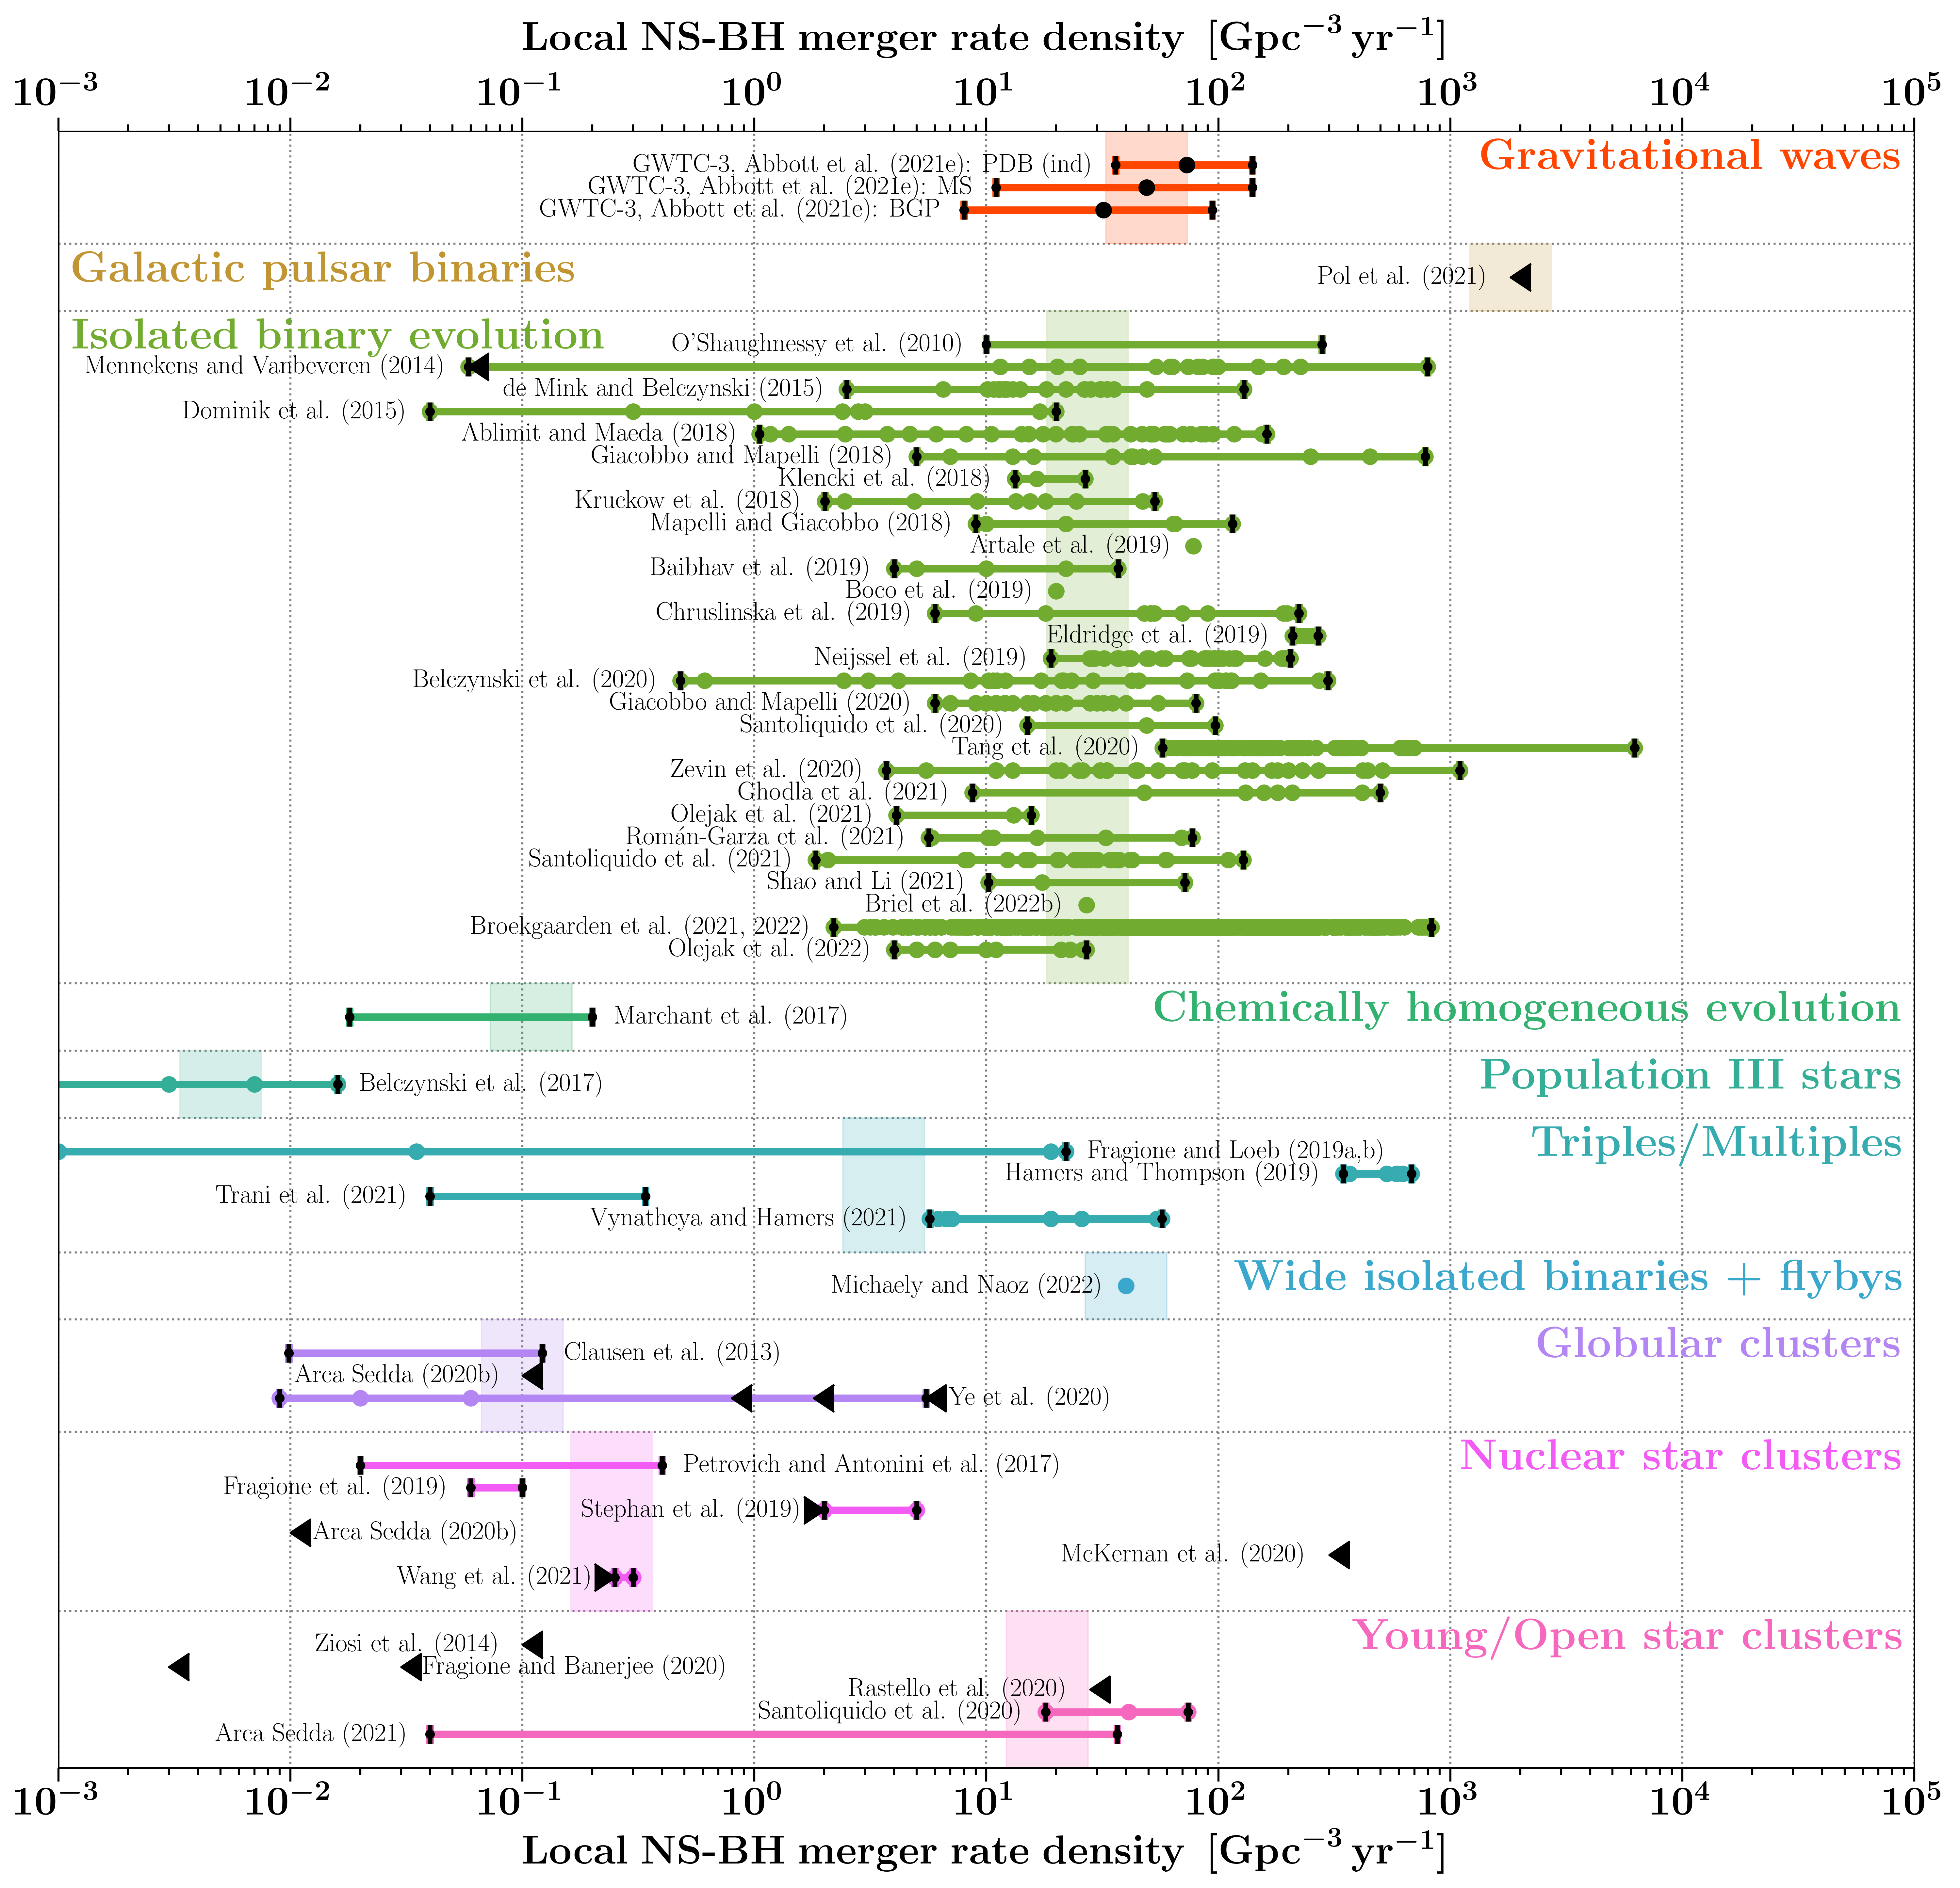 Local NS-BH merger rate density [Gpc⁻³ yr⁻¹]
10⁻³ 10⁻² 10⁻¹ 10⁰ 10¹ 10² 10³ 10⁴ 10⁵
Gravitational waves
GWTC-3, Abbott et al. (2021e): PDB (ind)
GWTC-3, Abbott et al. (2021e): MS
GWTC-3, Abbott et al. (2021e): BGP
Galactic pulsar binaries
Pol et al. (2021)
Isolated binary evolution
O'Shaughnessy et al. (2010)
Mennekens and Vanbeveren (2014)
de Mink and Belczynski (2015)
Dominik et al. (2015)
Ablimit and Maeda (2018)
Giacobbo and Mapelli (2018)
Klencki et al. (2018)
Kruckow et al. (2018)
Mapelli and Giacobbo (2018)
Artale et al. (2019)
Baibhav et al. (2019)
Boco et al. (2019)
Chruslinska et al. (2019)
Eldridge et al. (2019)
Neijssel et al. (2019)
Belczynski et al. (2020)
Giacobbo and Mapelli (2020)
Santoliquido et al. (2020)
Tang et al. (2020)
Zevin et al. (2020)
Ghodla et al. (2021)
Olejak et al. (2021)
Román-Garza et al. (2021)
Santoliquido et al. (2021)
Shao and Li (2021)
Briel et al. (2022b)
Broekgaarden et al. (2021, 2022)
Olejak et al. (2022)
Chemically homogeneous evolution
Marchant et al. (2017)
Population III stars
Belczynski et al. (2017)
Triples/Multiples
Fragione and Loeb (2019a,b)
Hamers and Thompson (2019)
Trani et al. (2021)
Vynatheya and Hamers (2021)
Wide isolated binaries + flybys
Michaely and Naoz (2022)
Globular clusters
Clausen et al. (2013)
Arca Sedda (2020b)
Ye et al. (2020)
Nuclear star clusters
Petrovich and Antonini et al. (2017)
Fragione et al. (2019)
Stephan et al. (2019)
Arca Sedda (2020b)
McKernan et al. (2020)
Wang et al. (2021)
Young/Open star clusters
Ziosi et al. (2014)
Fragione and Banerjee (2020)
Rastello et al. (2020)
Santoliquido et al. (2020)
Arca Sedda (2021)
10⁻³ 10⁻² 10⁻¹ 10⁰ 10¹ 10² 10³ 10⁴ 10⁵
Local NS-BH merger rate density [Gpc⁻³ yr⁻¹]